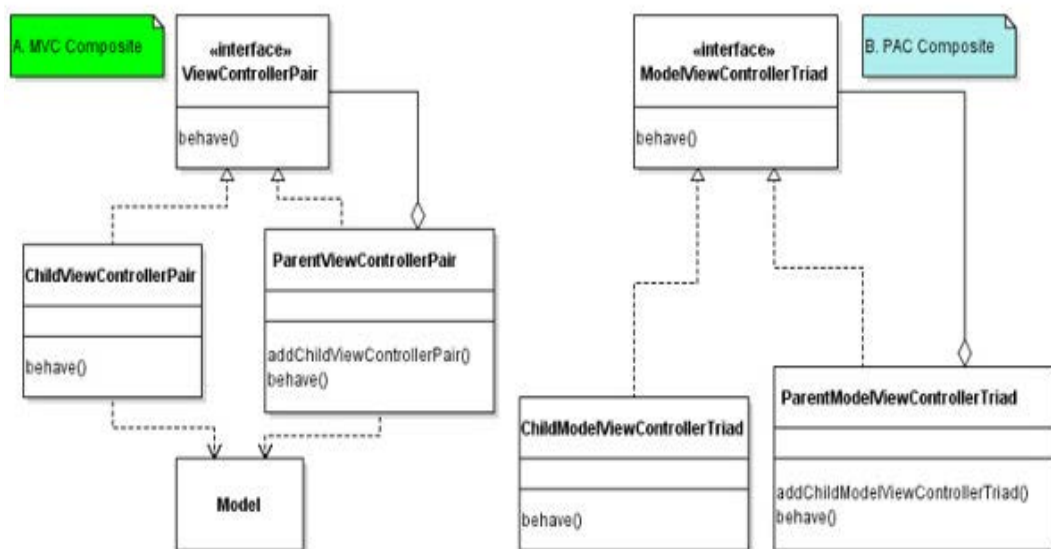 A. MVC Composite
«interface»
ViewControllerPair
behave()
ChildViewControllerPair
behave()
ParentViewControllerPair
addChildViewControllerPair()
behave()
Model
«interface»
ModelViewControllerTriad
behave()
B. PAC Composite
ChildModelViewControllerTriad
behave()
ParentModelViewControllerTriad
addChildModelViewControllerTriad()
behave()